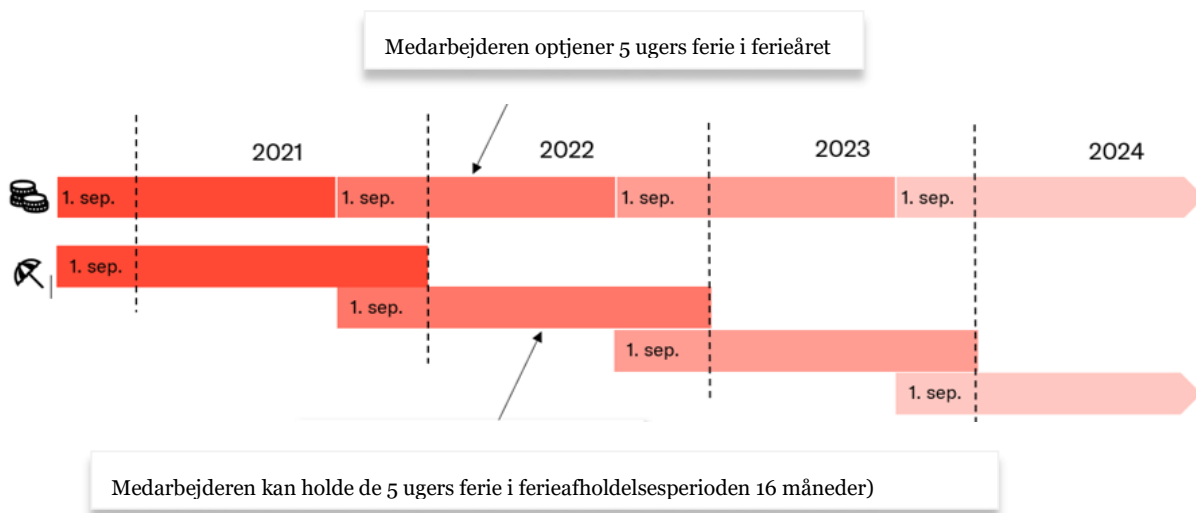 Medarbejderen optjener 5 ugers ferie i ferieåret
2021 2022 2023 2024
1. sep. 1. sep. 1. sep. 1. sep.
1. sep.
1. sep.
1. sep.
1. sep.
Medarbejderen kan holde de 5 ugers ferie i ferieafholdelsesperioden 16 måneder)